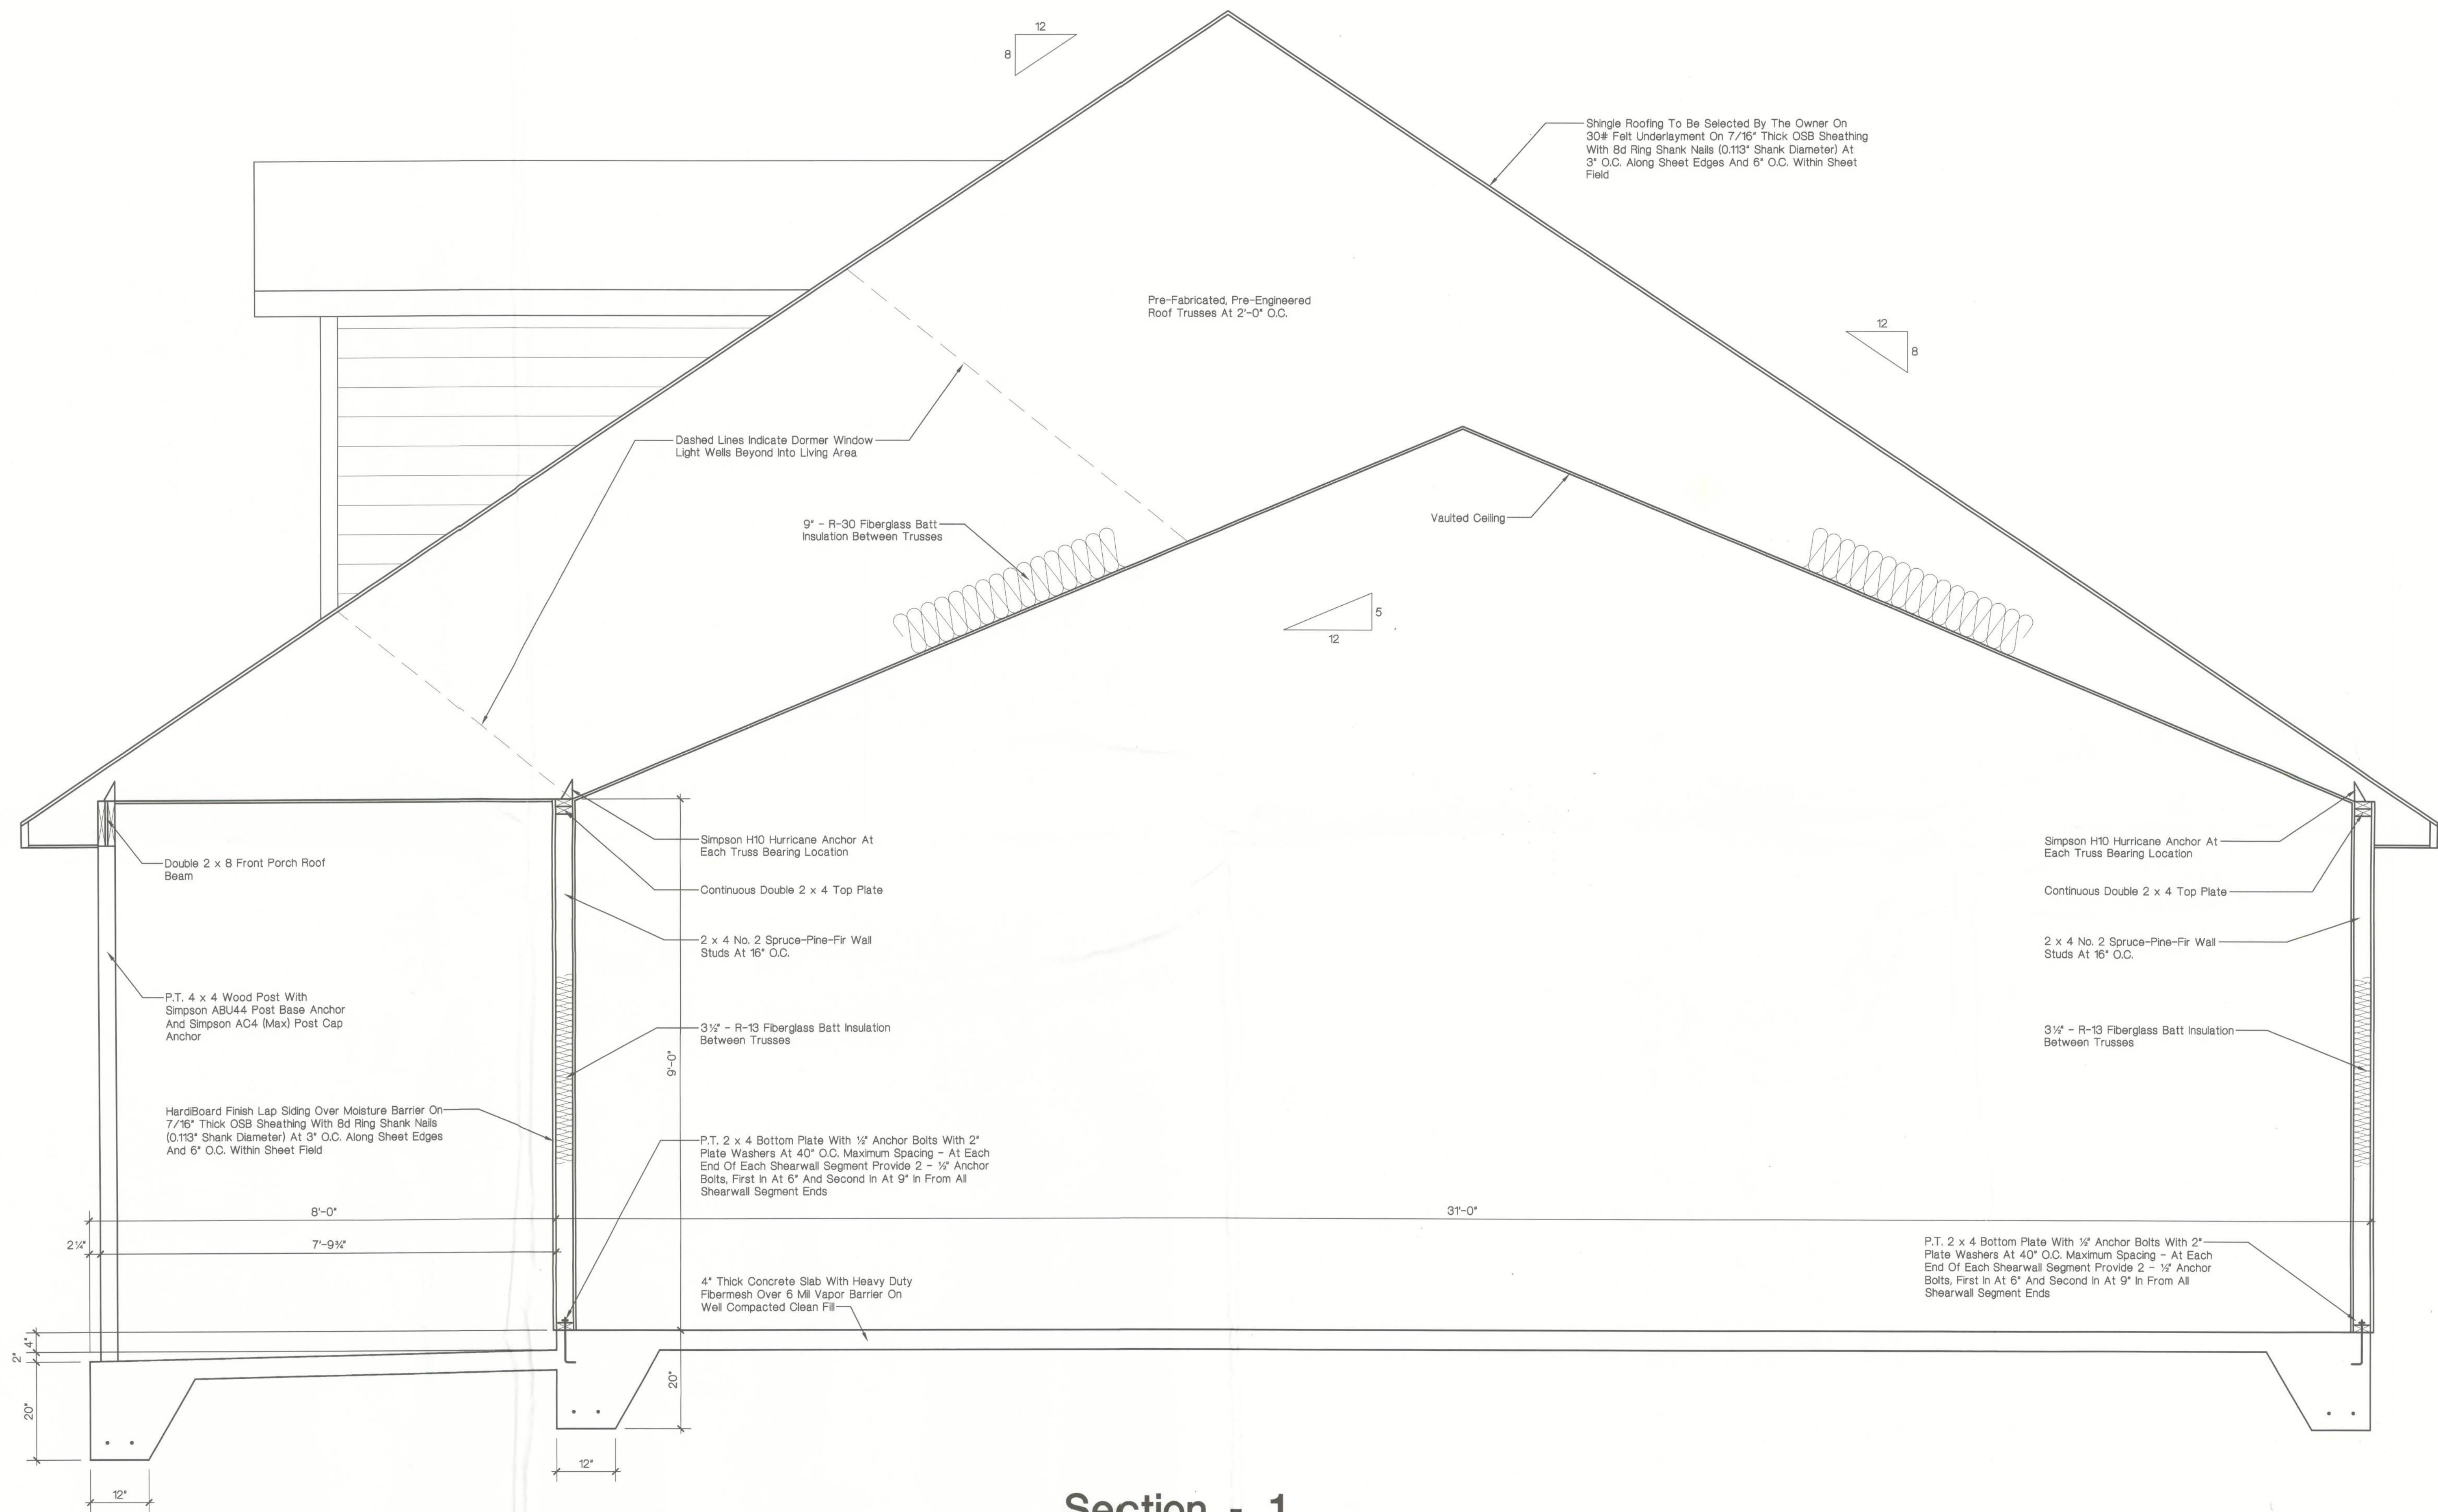 12
8
Shingle Roofing To Be Selected By The Owner On
30# Felt Underlayment On 7/16" Thick OSB Sheathing
With 8d Ring Shank Nails (0.113" Shank Diameter) At
3" O.C. Along Sheet Edges And 6" O.C. Within Sheet
Field
Pre-Fabricated, Pre-Engineered
Roof Trusses At 2'-0" O.C.
12
8
Dashed Lines Indicate Dormer Window
Light Wells Beyond Into Living Area
9" - R-30 Fiberglass Batt
Insulation Between Trusses
Vaulted Ceiling
5
12
Double 2 x 8 Front Porch Roof
Beam
Simpson H10 Hurricane Anchor At
Each Truss Bearing Location
Continuous Double 2 x 4 Top Plate
2 x 4 No. 2 Spruce-Pine-Fir Wall
Studs At 16" O.C.
P.T. 4 x 4 Wood Post With
Simpson ABU44 Post Base Anchor
And Simpson AC4 (Max) Post Cap
Anchor
3½" - R-13 Fiberglass Batt Insulation
Between Trusses
9'-0"
HardiBoard Finish Lap Siding Over Moisture Barrier On
7/16" Thick OSB Sheathing With 8d Ring Shank Nails
(0.113" Shank Diameter) At 3" O.C. Along Sheet Edges
And 6" O.C. Within Sheet Field
P.T. 2 x 4 Bottom Plate With ½" Anchor Bolts With 2"
Plate Washers At 40" O.C. Maximum Spacing - At Each
End Of Each Shearwall Segment Provide 2 - ½" Anchor
Bolts, First In At 6" And Second In At 9" In From All
Shearwall Segment Ends
Simpson H10 Hurricane Anchor At
Each Truss Bearing Location
Continuous Double 2 x 4 Top Plate
2 x 4 No. 2 Spruce-Pine-Fir Wall
Studs At 16" O.C.
3½" - R-13 Fiberglass Batt Insulation
Between Trusses
8'-0"
31'-0"
2¼"
7'-9¾"
P.T. 2 x 4 Bottom Plate With ½" Anchor Bolts With 2"
Plate Washers At 40" O.C. Maximum Spacing - At Each
End Of Each Shearwall Segment Provide 2 - ½" Anchor
Bolts, First In At 6" And Second In At 9" In From All
Shearwall Segment Ends
4" Thick Concrete Slab With Heavy Duty
Fibermesh Over 6 Mil Vapor Barrier On
Well Compacted Clean Fill
4"
2"
20"
20"
12"
12"
Section - 1